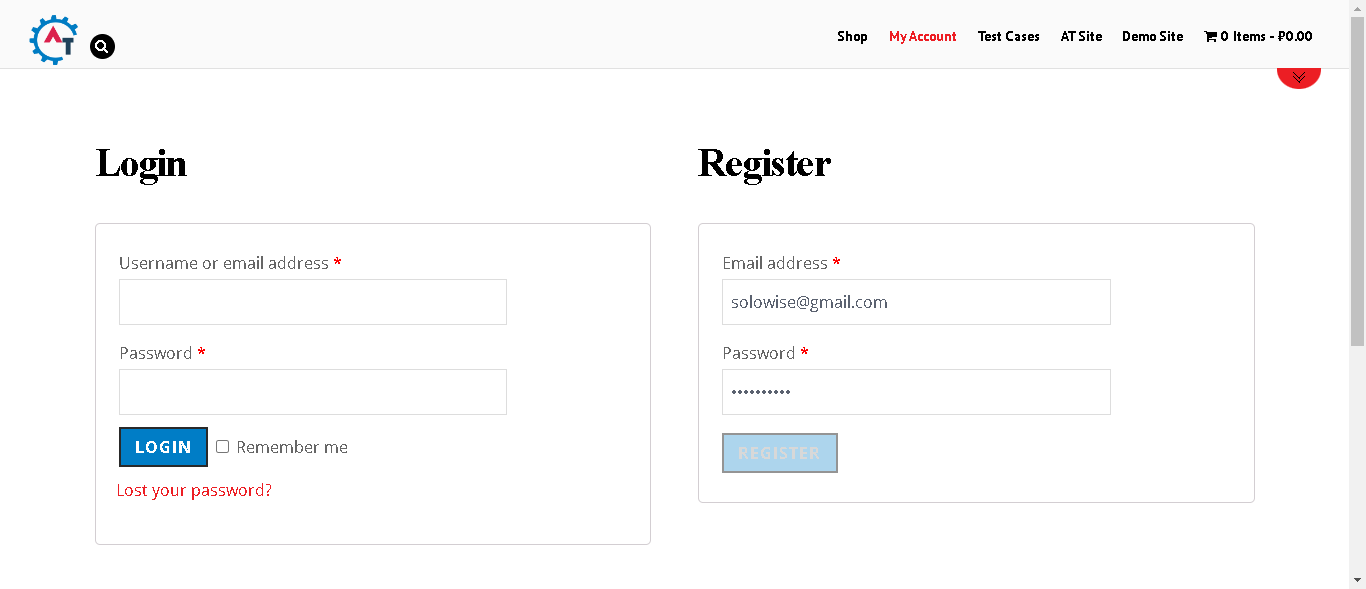 AT
Shop My Account Test Cases AT Site Demo Site 0 Items - ₽0.00
Login
Username or email address *
Password *
LOGIN Remember me
Lost your password?
Register
Email address *
solowise@gmail.com
Password *
••••••••••
REGISTER